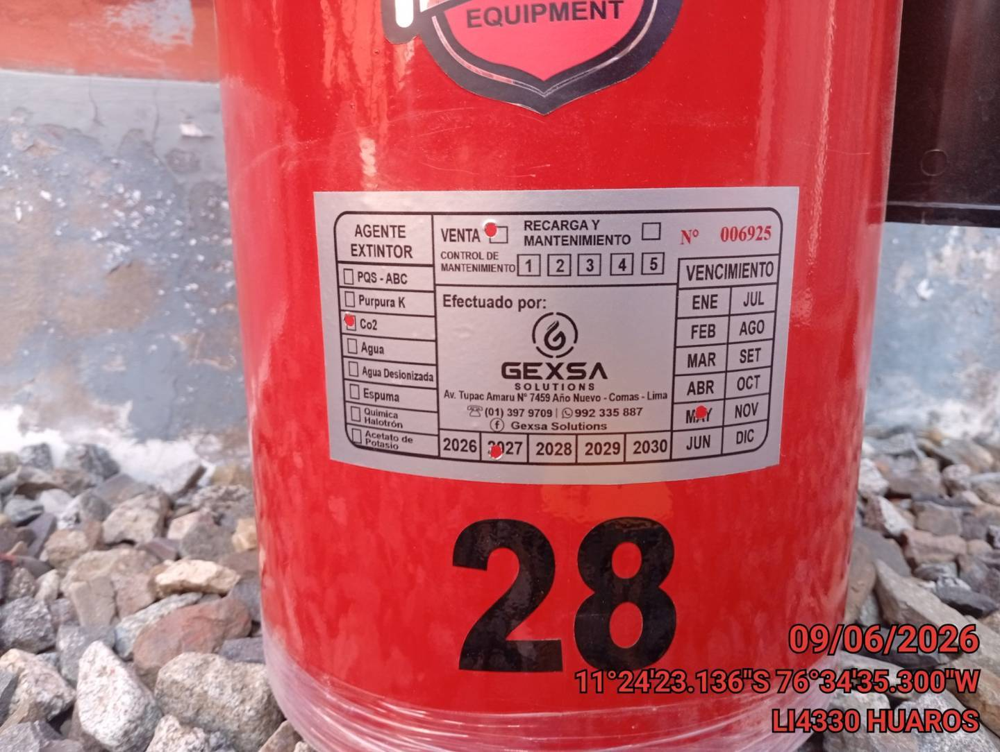 EQUIPMENT
AGENTE
EXTINTOR
PQS - ABC
Purpura K
Co2
Agua
Agua Desionizada
Espuma
Quimica
Halotrón
Acetato de
Potasio
VENTA
RECARGA Y
MANTENIMIENTO
CONTROL DE
MANTENIMIENTO 1 2 3 4 5
Efectuado por:
GEXSA
SOLUTIONS
Av. Tupac Amaru N° 7459 Año Nuevo - Comas - Lima
(01) 397 9709 | 992 335 887
Gexsa Solutions
2026 2027 2028 2029 2030
N° 006925
VENCIMIENTO
ENE JUL
FEB AGO
MAR SET
ABR OCT
MAY NOV
JUN DIC
28
09/06/2026
11°24'23.136"S 76°34'35.300"W
LI4330 HUAROS